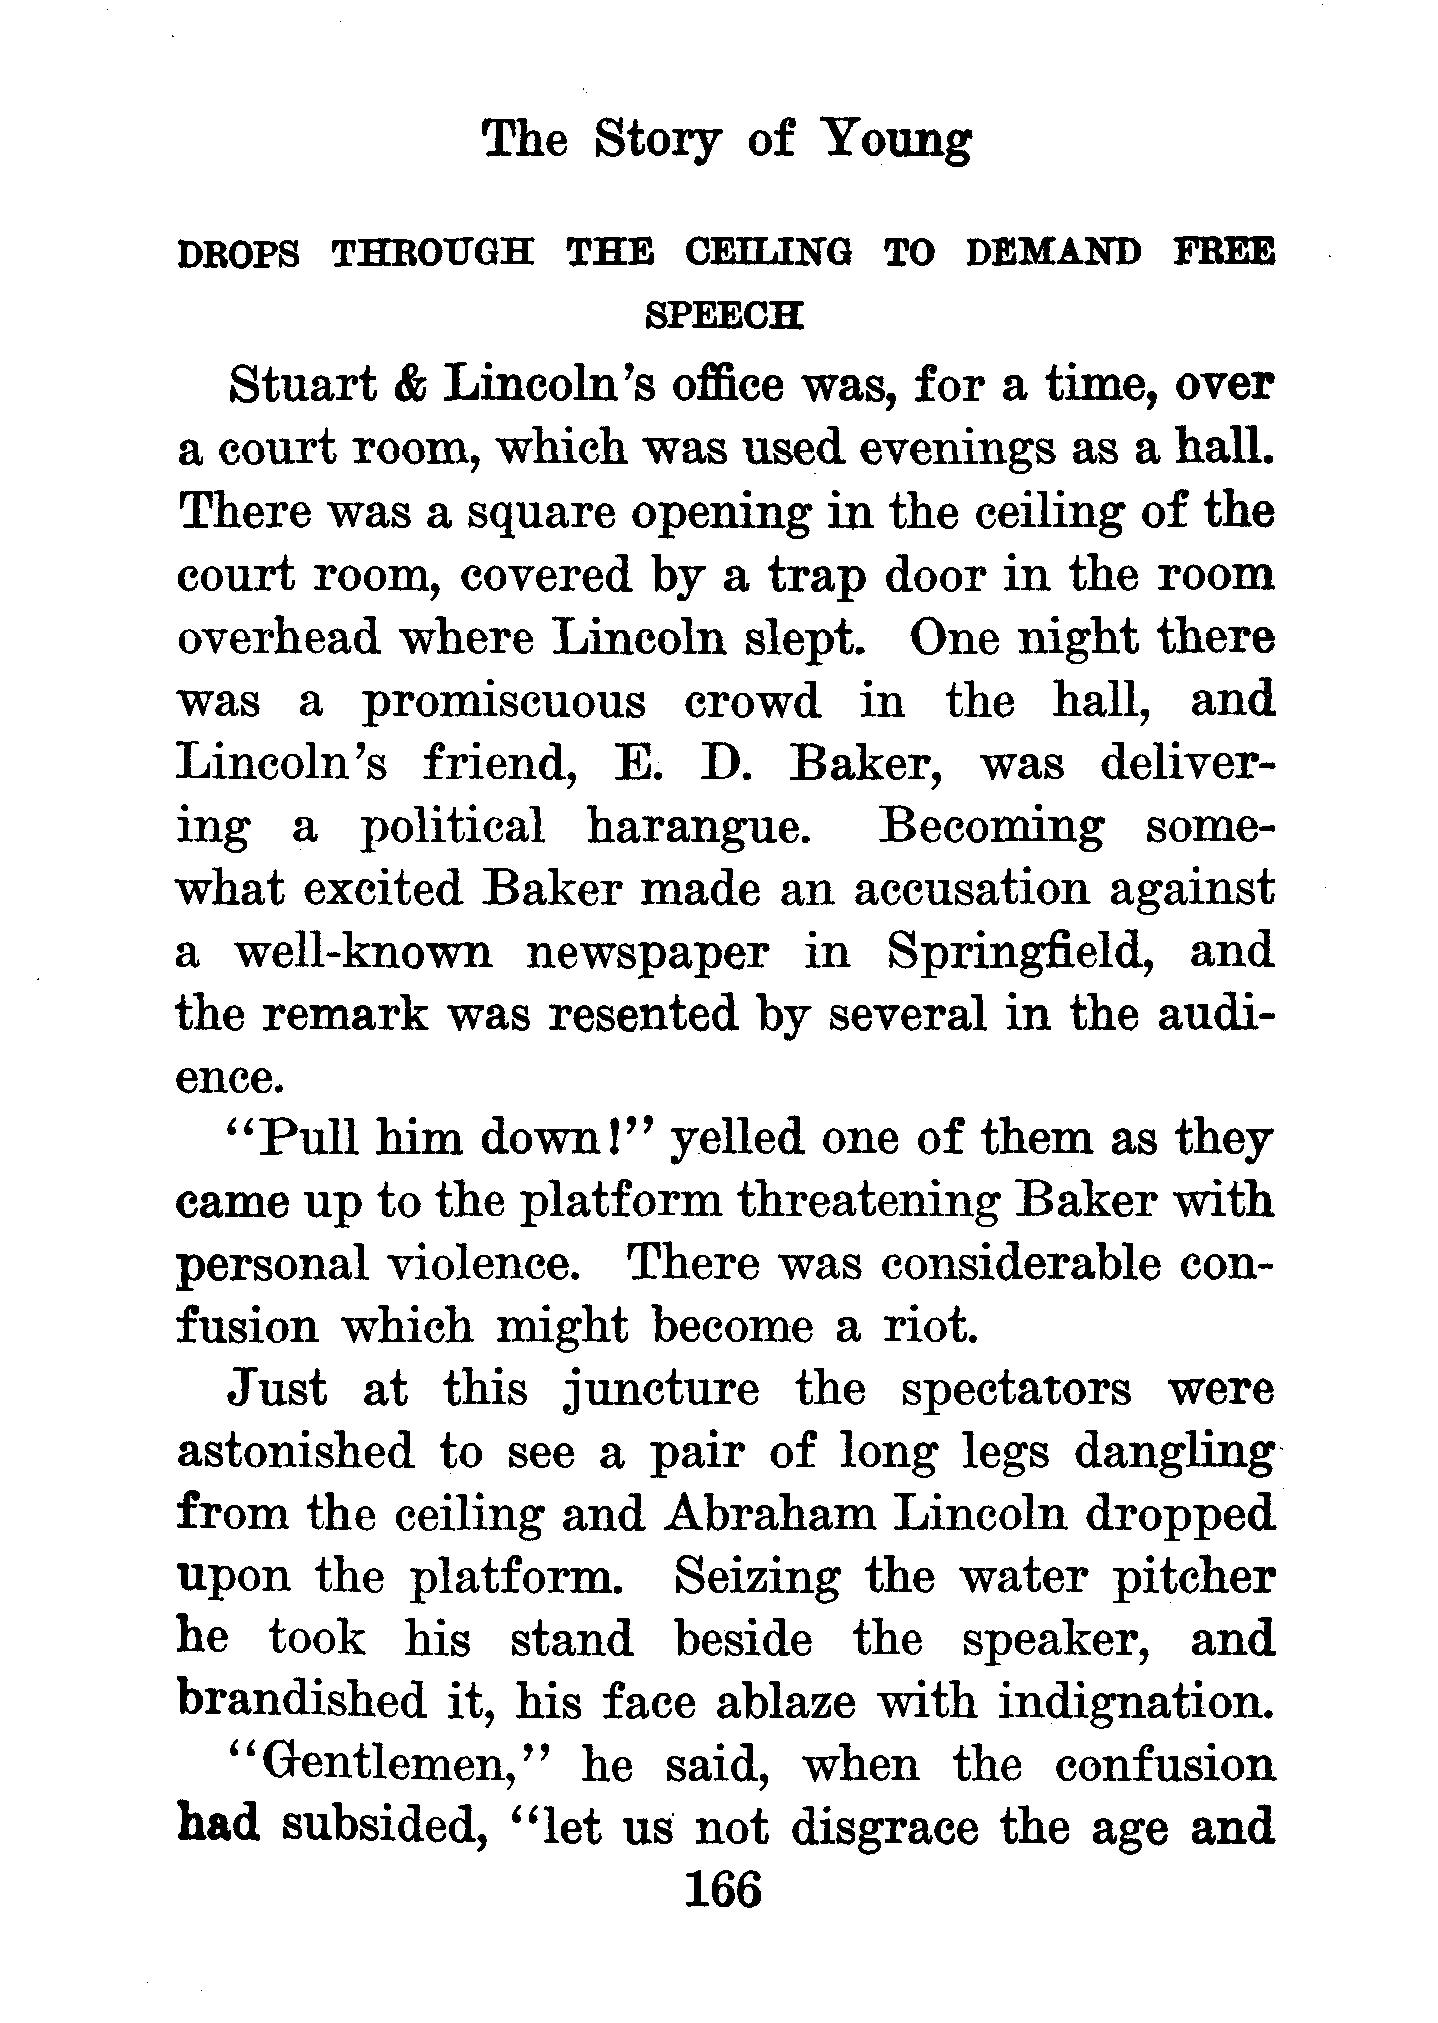 The Story of Young
DROPS THROUGH THE CEILING TO DEMAND FREE
SPEECH
Stuart & Lincoln's office was, for a time, over
a court room, which was used evenings as a hall.
There was a square opening in the ceiling of the
court room, covered by a trap door in the room
overhead where Lincoln slept. One night there
was a promiscuous crowd in the hall, and
Lincoln's friend, E. D. Baker, was deliver-
ing a political harangue. Becoming some-
what excited Baker made an accusation against
a well-known newspaper in Springfield, and
the remark was resented by several in the audi-
ence.
"Pull him down!" yelled one of them as they
came up to the platform threatening Baker with
personal violence. There was considerable con-
fusion which might become a riot.
Just at this juncture the spectators were
astonished to see a pair of long legs dangling
from the ceiling and Abraham Lincoln dropped
upon the platform. Seizing the water pitcher
he took his stand beside the speaker, and
brandished it, his face ablaze with indignation.
"Gentlemen," he said, when the confusion
had subsided, "let us not disgrace the age and
166